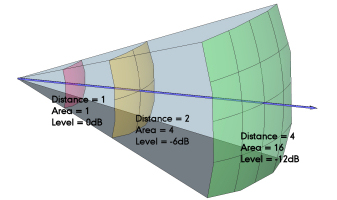 Distance = 1
Area = 1
Level = 0dB
Distance = 2
Area = 4
Level = -6dB
Distance = 4
Area = 16
Level = -12dB